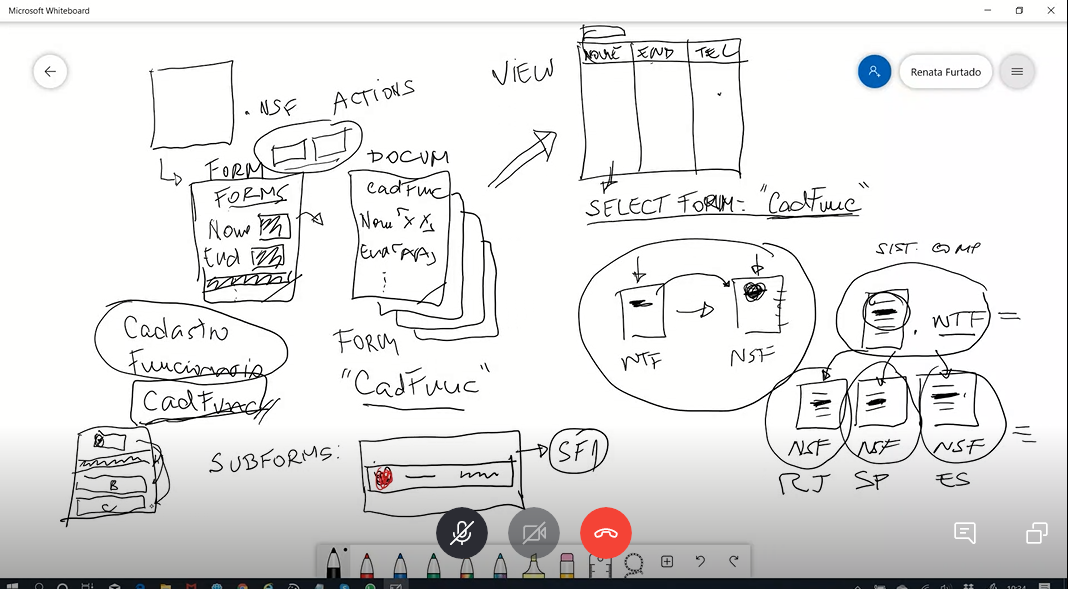 Microsoft Whiteboard
Renata Furtado
.NSF
ACTIONS
VIEW
NOME END TEL
FORM
FORMS
Nome
End
DOCUM
CadFunc
Nome
End
SELECT FORM= "CadFunc"
FORM
"CadFunc"
Cadastro
Funcionario
CadFunc
NTF
NSF
SIST. COMP
.NTF =
NSF NSF NSF =
RJ SP ES
SUBFORMS:
SF1
B
C